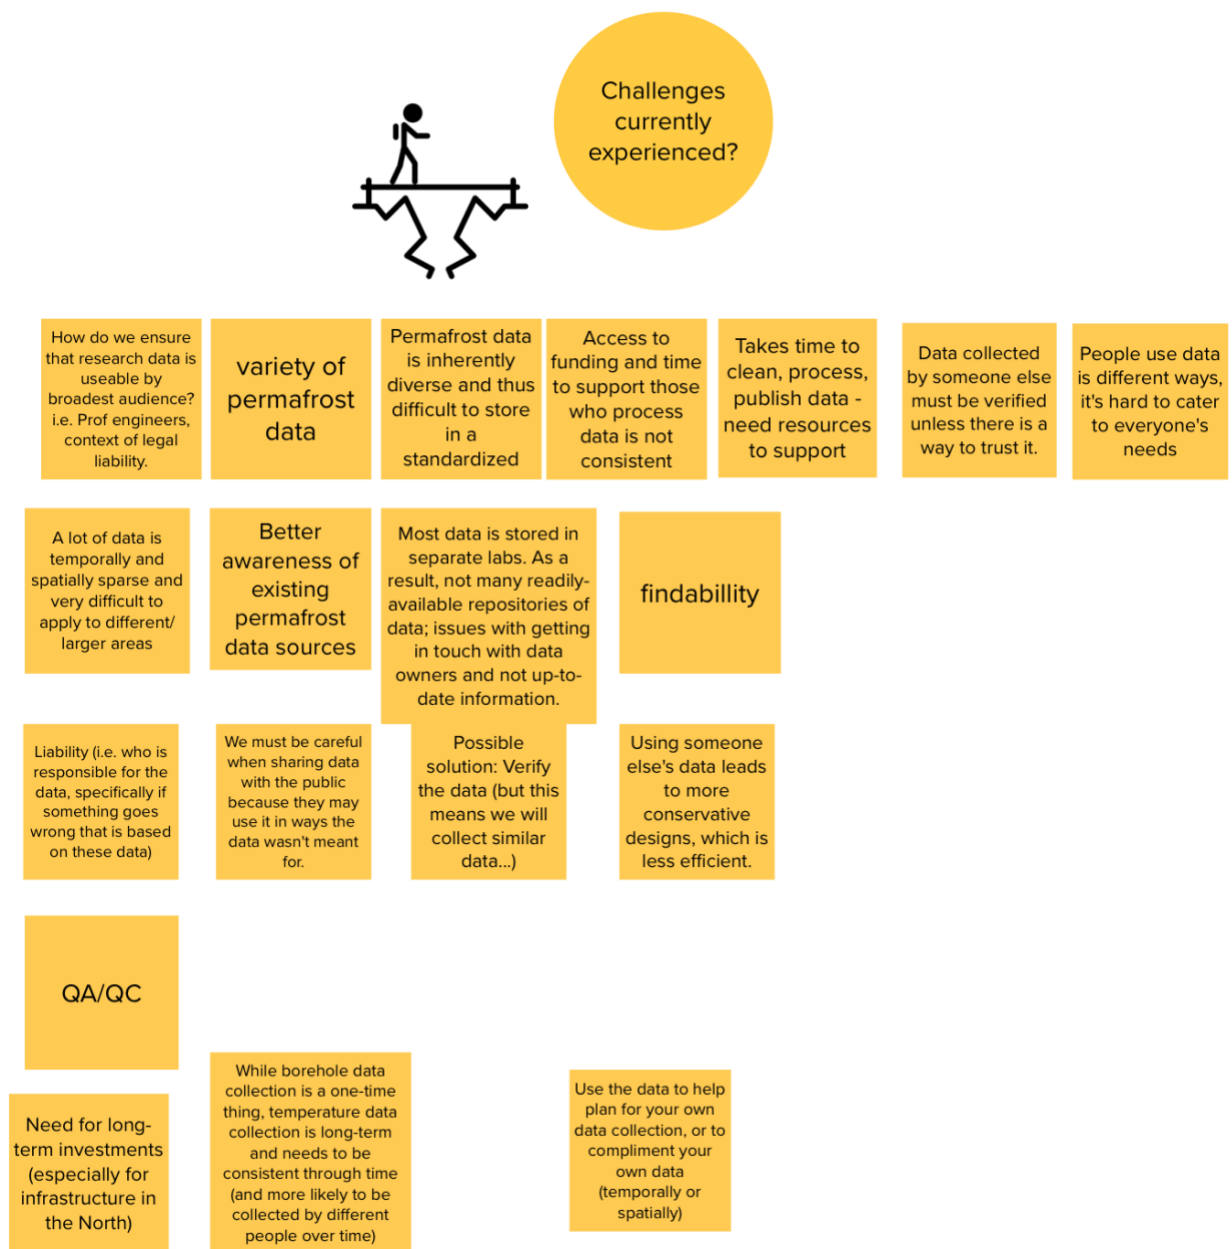 Challenges
currently
experienced?
How do we ensure
that research data is
useable by
broadest audience?
i.e. Prof engineers,
context of legal
liability.
variety of
permafrost
data
Permafrost data
is inherently
diverse and thus
difficult to store
in a
standardized
Access to
funding and time
to support those
who process
data is not
consistent
Takes time to
clean, process,
publish data -
need resources
to support
Data collected
by someone else
must be verified
unless there is a
way to trust it.
People use data
is different ways,
it's hard to cater
to everyone's
needs
A lot of data is
temporally and
spatially sparse and
very difficult to
apply to different/
larger areas
Better
awareness of
existing
permafrost
data sources
Most data is stored in
separate labs. As a
result, not many readily-
available repositories of
data; issues with getting
in touch with data
owners and not up-to-
date information.
findabillity
Liability (i.e. who is
responsible for the
data, specifically if
something goes
wrong that is based
on these data)
We must be careful
when sharing data
with the public
because they may
use it in ways the
data wasn't meant
for.
Possible
solution: Verify
the data (but this
means we will
collect similar
data...)
Using someone
else's data leads
to more
conservative
designs, which is
less efficient.
QA/QC
Need for long-
term investments
(especially for
infrastructure in
the North)
While borehole data
collection is a one-time
thing, temperature data
collection is long-term
and needs to be
consistent through time
(and more likely to be
collected by different
people over time)
Use the data to help
plan for your own
data collection, or to
compliment your
own data
(temporally or
spatially)